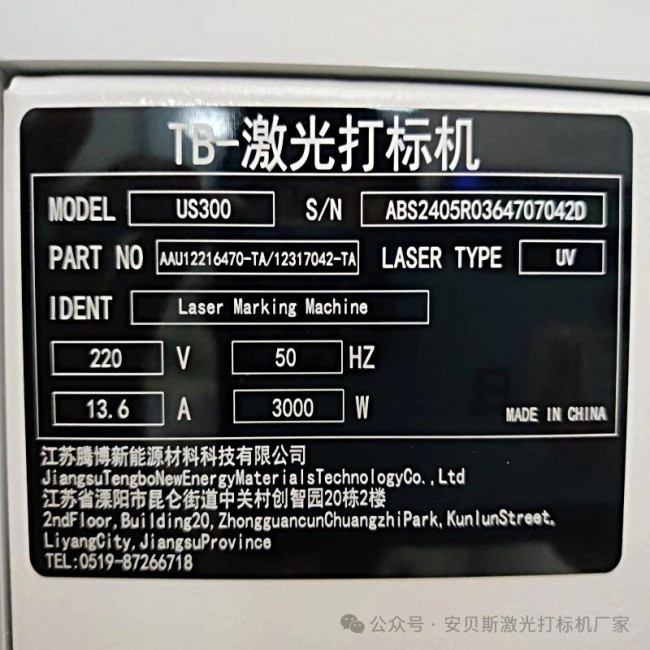 TB-激光打标机
MODEL US300 S/N ABS2405R0364707042D
PART NO AAU12216470-TA/12317042-TA LASER TYPE UV
IDENT Laser Marking Machine
220 V 50 HZ
13.6 A 3000 W MADE IN CHINA
江苏腾博新能源材料科技有限公司
JiangsuTengboNewEnergyMaterialsTechnologyCo.,Ltd
江苏省溧阳市昆仑街道中关村创智园20栋2楼
2ndFloor,Building20,ZhongguancunChuangzhiPark,KunlunStreet,
LiyangCity,JiangsuProvince
TEL:0519-87266718
公众号·安贝斯激光打标机厂家